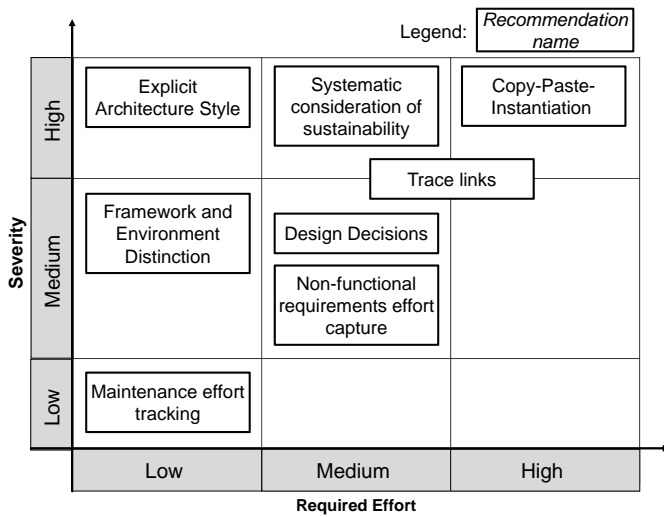 Legend:
Recommendation
name
Severity
High
Explicit
Architecture Style
Systematic
consideration of
sustainability
Copy-Paste-
Instantiation
Trace links
Medium
Framework and
Environment
Distinction
Design Decisions
Non-functional
requirements effort
capture
Low
Maintenance effort
tracking
Low
Medium
High
Required Effort